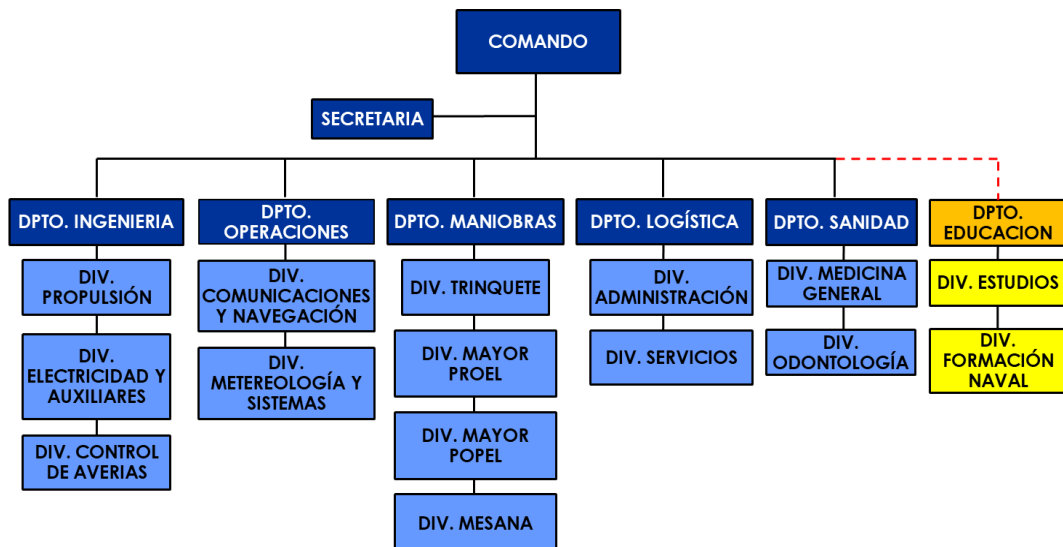 COMANDO
SECRETARIA
DPTO. INGENIERIA
DIV.
PROPULSIÓN
DIV.
ELECTRICIDAD Y
AUXILIARES
DIV. CONTROL
DE AVERIAS
DPTO.
OPERACIONES
DIV.
COMUNICACIONES
Y NAVEGACIÓN
DIV.
METEREOLOGÍA Y
SISTEMAS
DPTO. MANIOBRAS
DIV. TRINQUETE
DIV. MAYOR
PROEL
DIV. MAYOR
POPEL
DIV. MESANA
DPTO. LOGÍSTICA
DIV.
ADMINISTRACIÓN
DIV. SERVICIOS
DPTO. SANIDAD
DIV. MEDICINA
GENERAL
DIV.
ODONTOLOGÍA
DPTO.
EDUCACION
DIV. ESTUDIOS
DIV.
FORMACIÓN
NAVAL